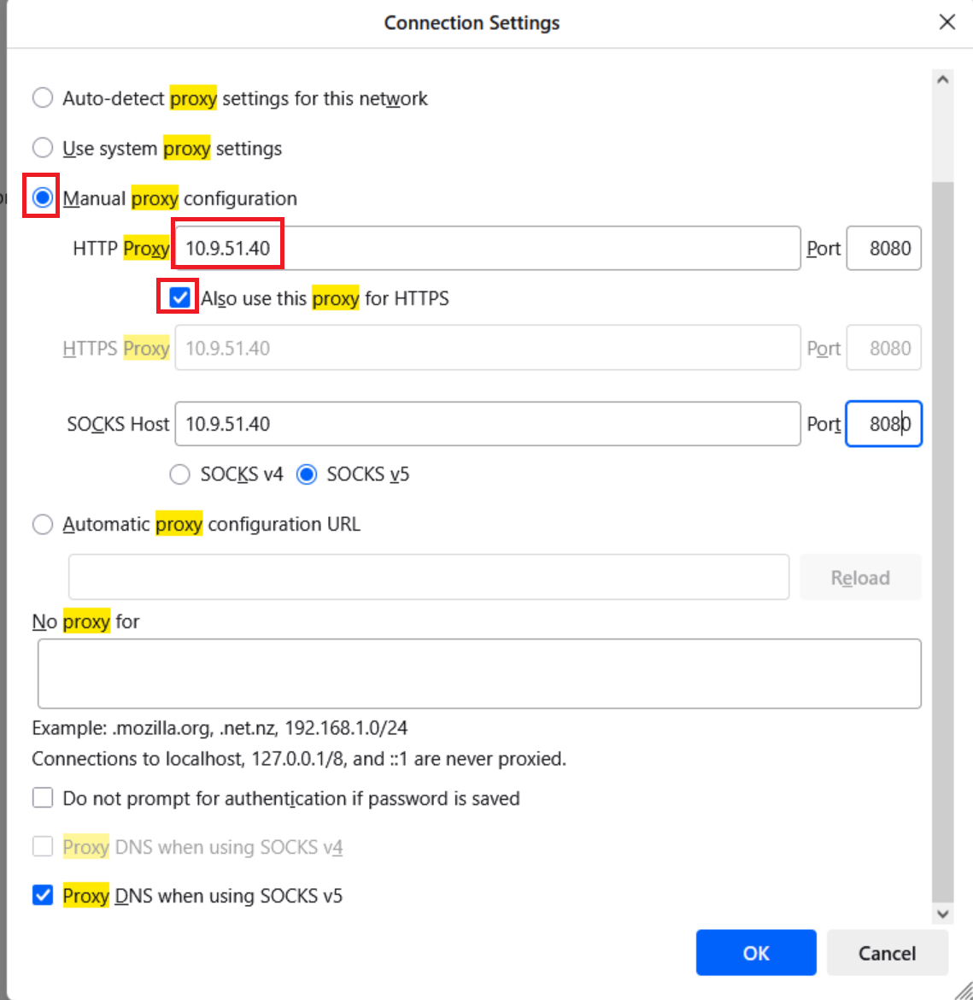 Connection Settings
Auto-detect proxy settings for this network
Use system proxy settings
Manual proxy configuration
HTTP Proxy 10.9.51.40 Port 8080
Also use this proxy for HTTPS
HTTPS Proxy 10.9.51.40 Port 8080
SOCKS Host 10.9.51.40 Port 8080
SOCKS v4 SOCKS v5
Automatic proxy configuration URL
Reload
No proxy for
Example: .mozilla.org, .net.nz, 192.168.1.0/24
Connections to localhost, 127.0.0.1/8, and ::1 are never proxied.
Do not prompt for authentication if password is saved
Proxy DNS when using SOCKS v4
Proxy DNS when using SOCKS v5
OK Cancel